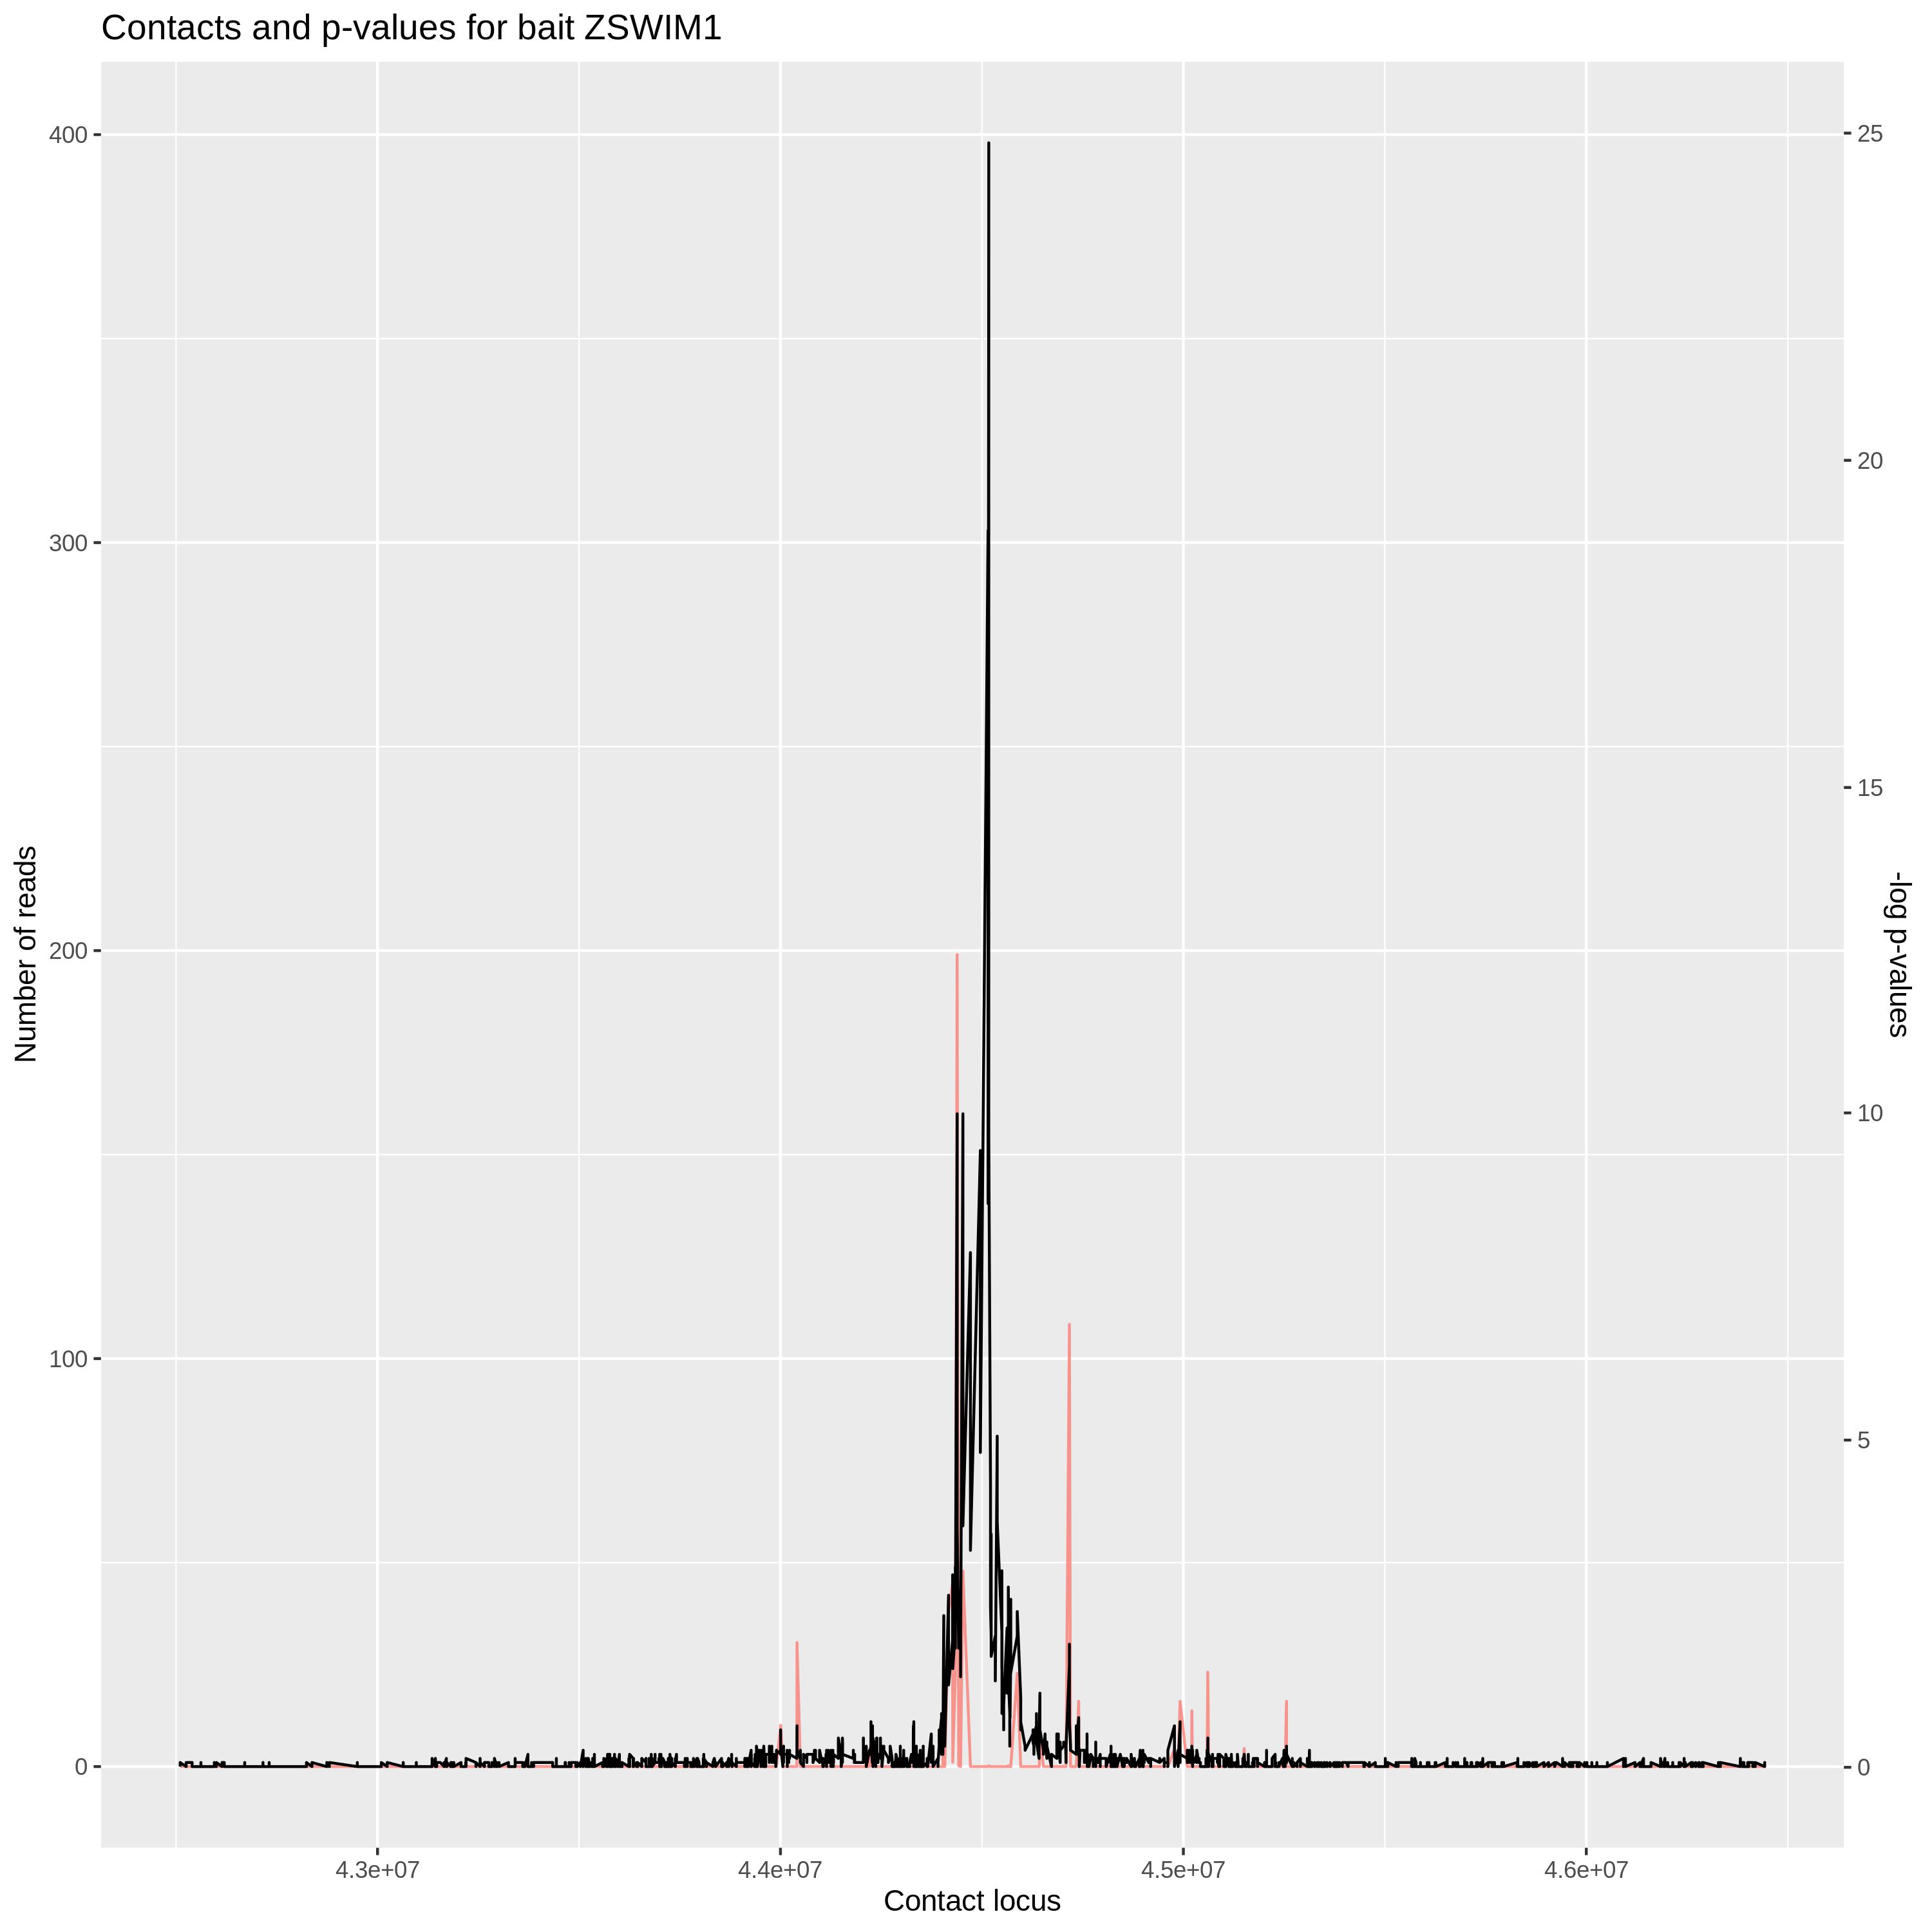 Contacts and p-values for bait ZSWIM1
400
300
200
100
0
Number of reads
25
20
15
10
5
0
-log p-values
4.3e+07
4.4e+07
4.5e+07
4.6e+07
Contact locus